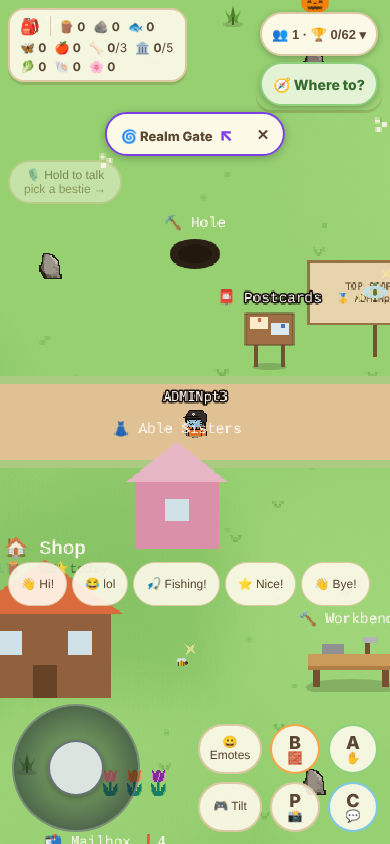 0 0 0
0 0 0/3 0/5
0 0 0
1 · 0/62 ▾
Where to?
Realm Gate ✕
Hold to talk
pick a bestie →
Hole
Postcards
ADMINpt3
Able Sisters
Shop
Hi!
lol
Fishing!
Nice!
Bye!
Workbenc
Emotes
B
A
Tilt
P
C
Mailbox
4